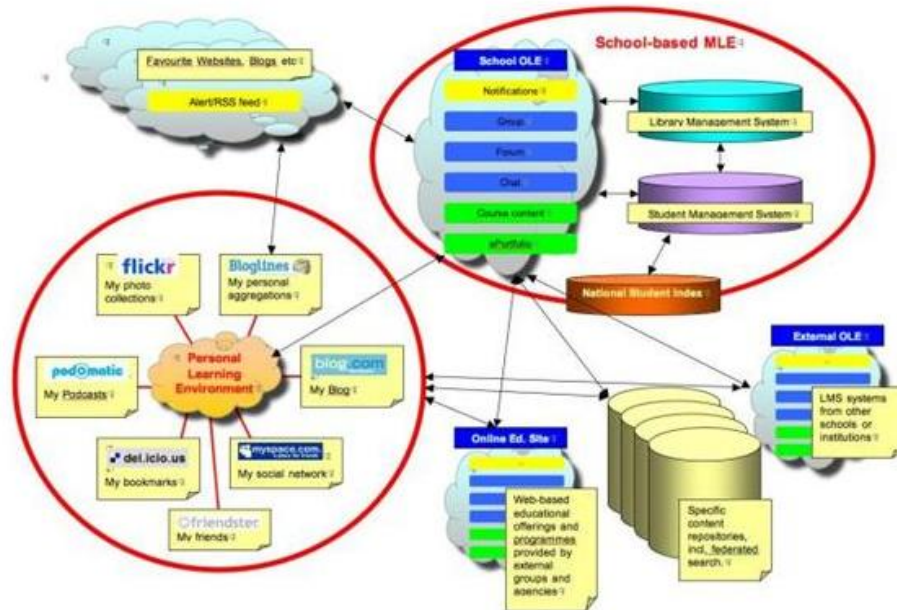 Favourite Websites, Blogs etc
Alert/RSS feed
School-based MLE
School OLE
Notifications
Group
Forum
Chat
Course content
ePortfolio
Library Management System
Student Management System
National Student Index
flickr
My photo
collections
Bloglines
My personal
aggregations
Personal
Learning
Environment
podOmatic
My Podcasts
blog.com
My Blog
del.icio.us
My bookmarks
myspace.com
My social network
friendster
My friends
Online Ed. Site
Web-based
educational
offerings and
programmes
provided by
external
groups and
agencies
Specific
content
repositories,
incl. federated
search.
External OLE
LMS systems
from other
schools or
institutions